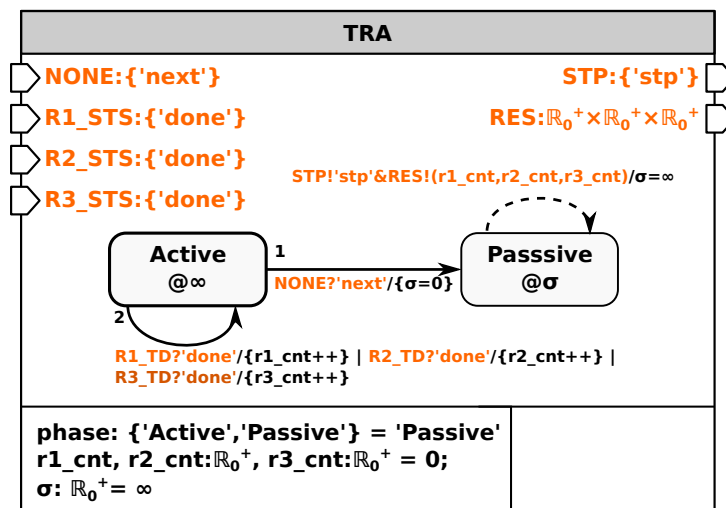 TRA
NONE:{'next'}
STP:{'stp'}
R1_STS:{'done'}
RES:ℝ₀⁺×ℝ₀⁺×ℝ₀⁺
R2_STS:{'done'}
R3_STS:{'done'}
STP!'stp'&RES!(r1_cnt,r2_cnt,r3_cnt)/σ=∞
Active
@∞
1
NONE?'next'/{σ=0}
Passsive
@σ
2
R1_TD?'done'/{r1_cnt++} | R2_TD?'done'/{r2_cnt++} |
R3_TD?'done'/{r3_cnt++}
phase: {'Active','Passive'} = 'Passive'
r1_cnt, r2_cnt:ℝ₀⁺, r3_cnt:ℝ₀⁺ = 0;
σ: ℝ₀⁺= ∞